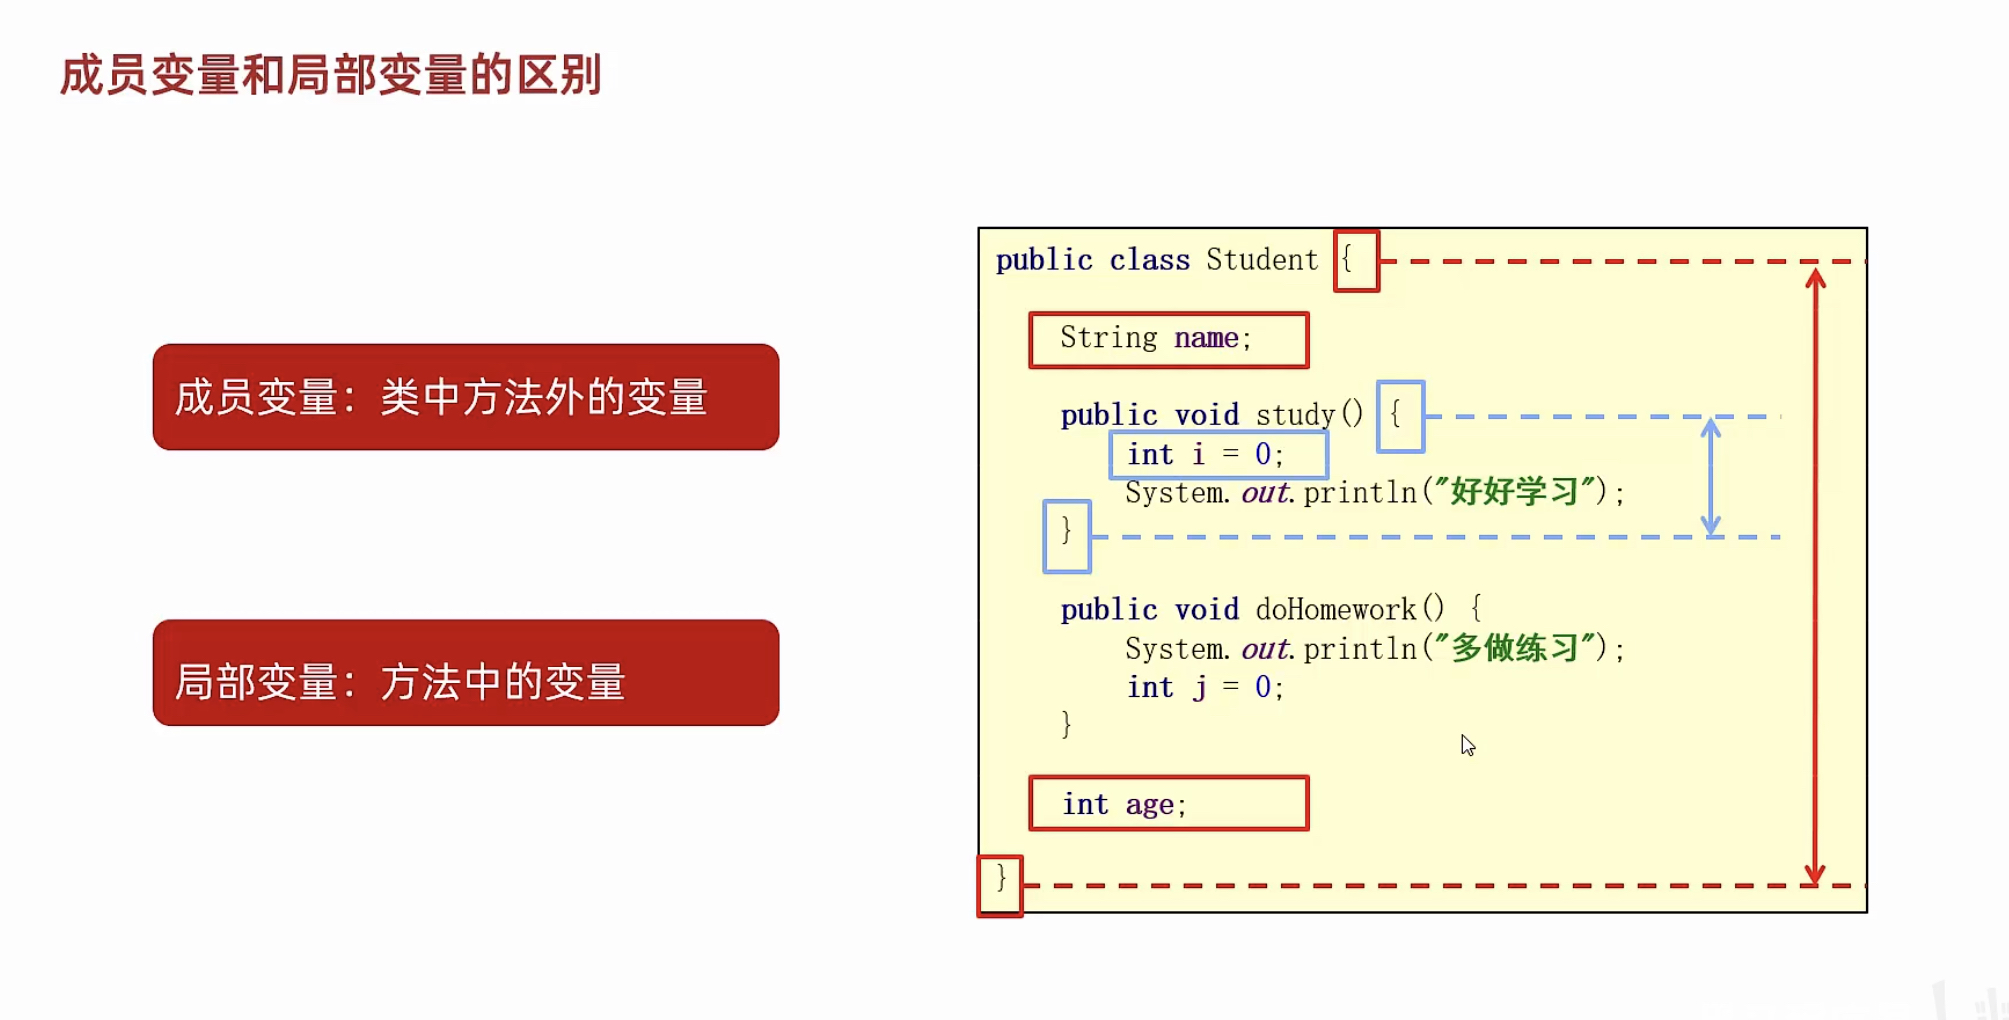 成员变量和局部变量的区别
成员变量：类中方法外的变量
局部变量：方法中的变量
public class Student {
String name;
public void study() {
int i = 0;
System.out.println("好好学习");
}
public void doHomework() {
System.out.println("多做练习");
int j = 0;
}
int age;
}